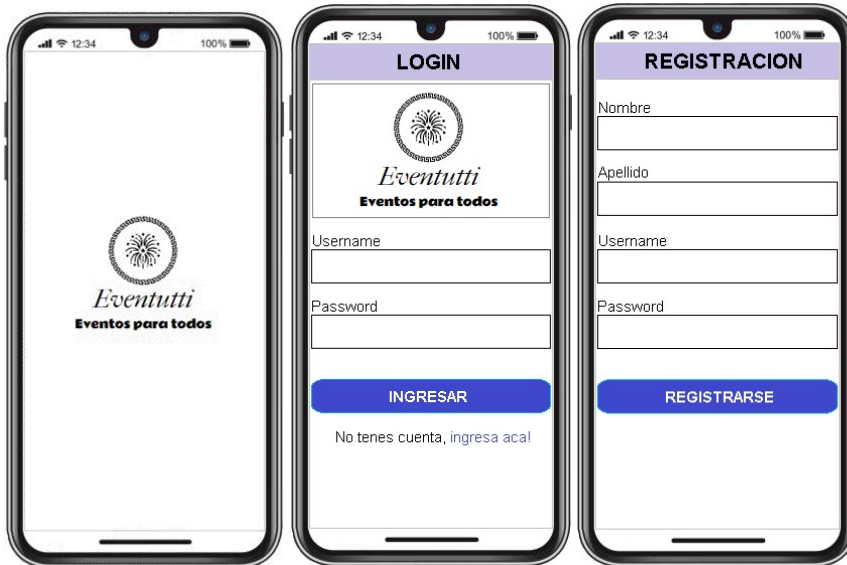 12:34
100%
Eventutti
Eventos para todos
12:34
100%
LOGIN
Eventutti
Eventos para todos
Username
Password
INGRESAR
No tenes cuenta, ingresa aca!
12:34
100%
REGISTRACION
Nombre
Apellido
Username
Password
REGISTRARSE